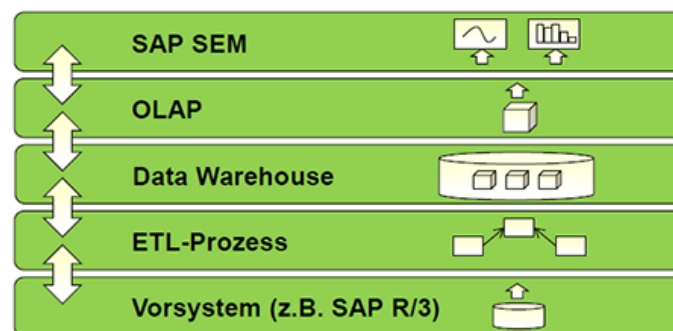 SAP SEM
OLAP
Data Warehouse
ETL-Prozess
Vorsystem (z.B. SAP R/3)